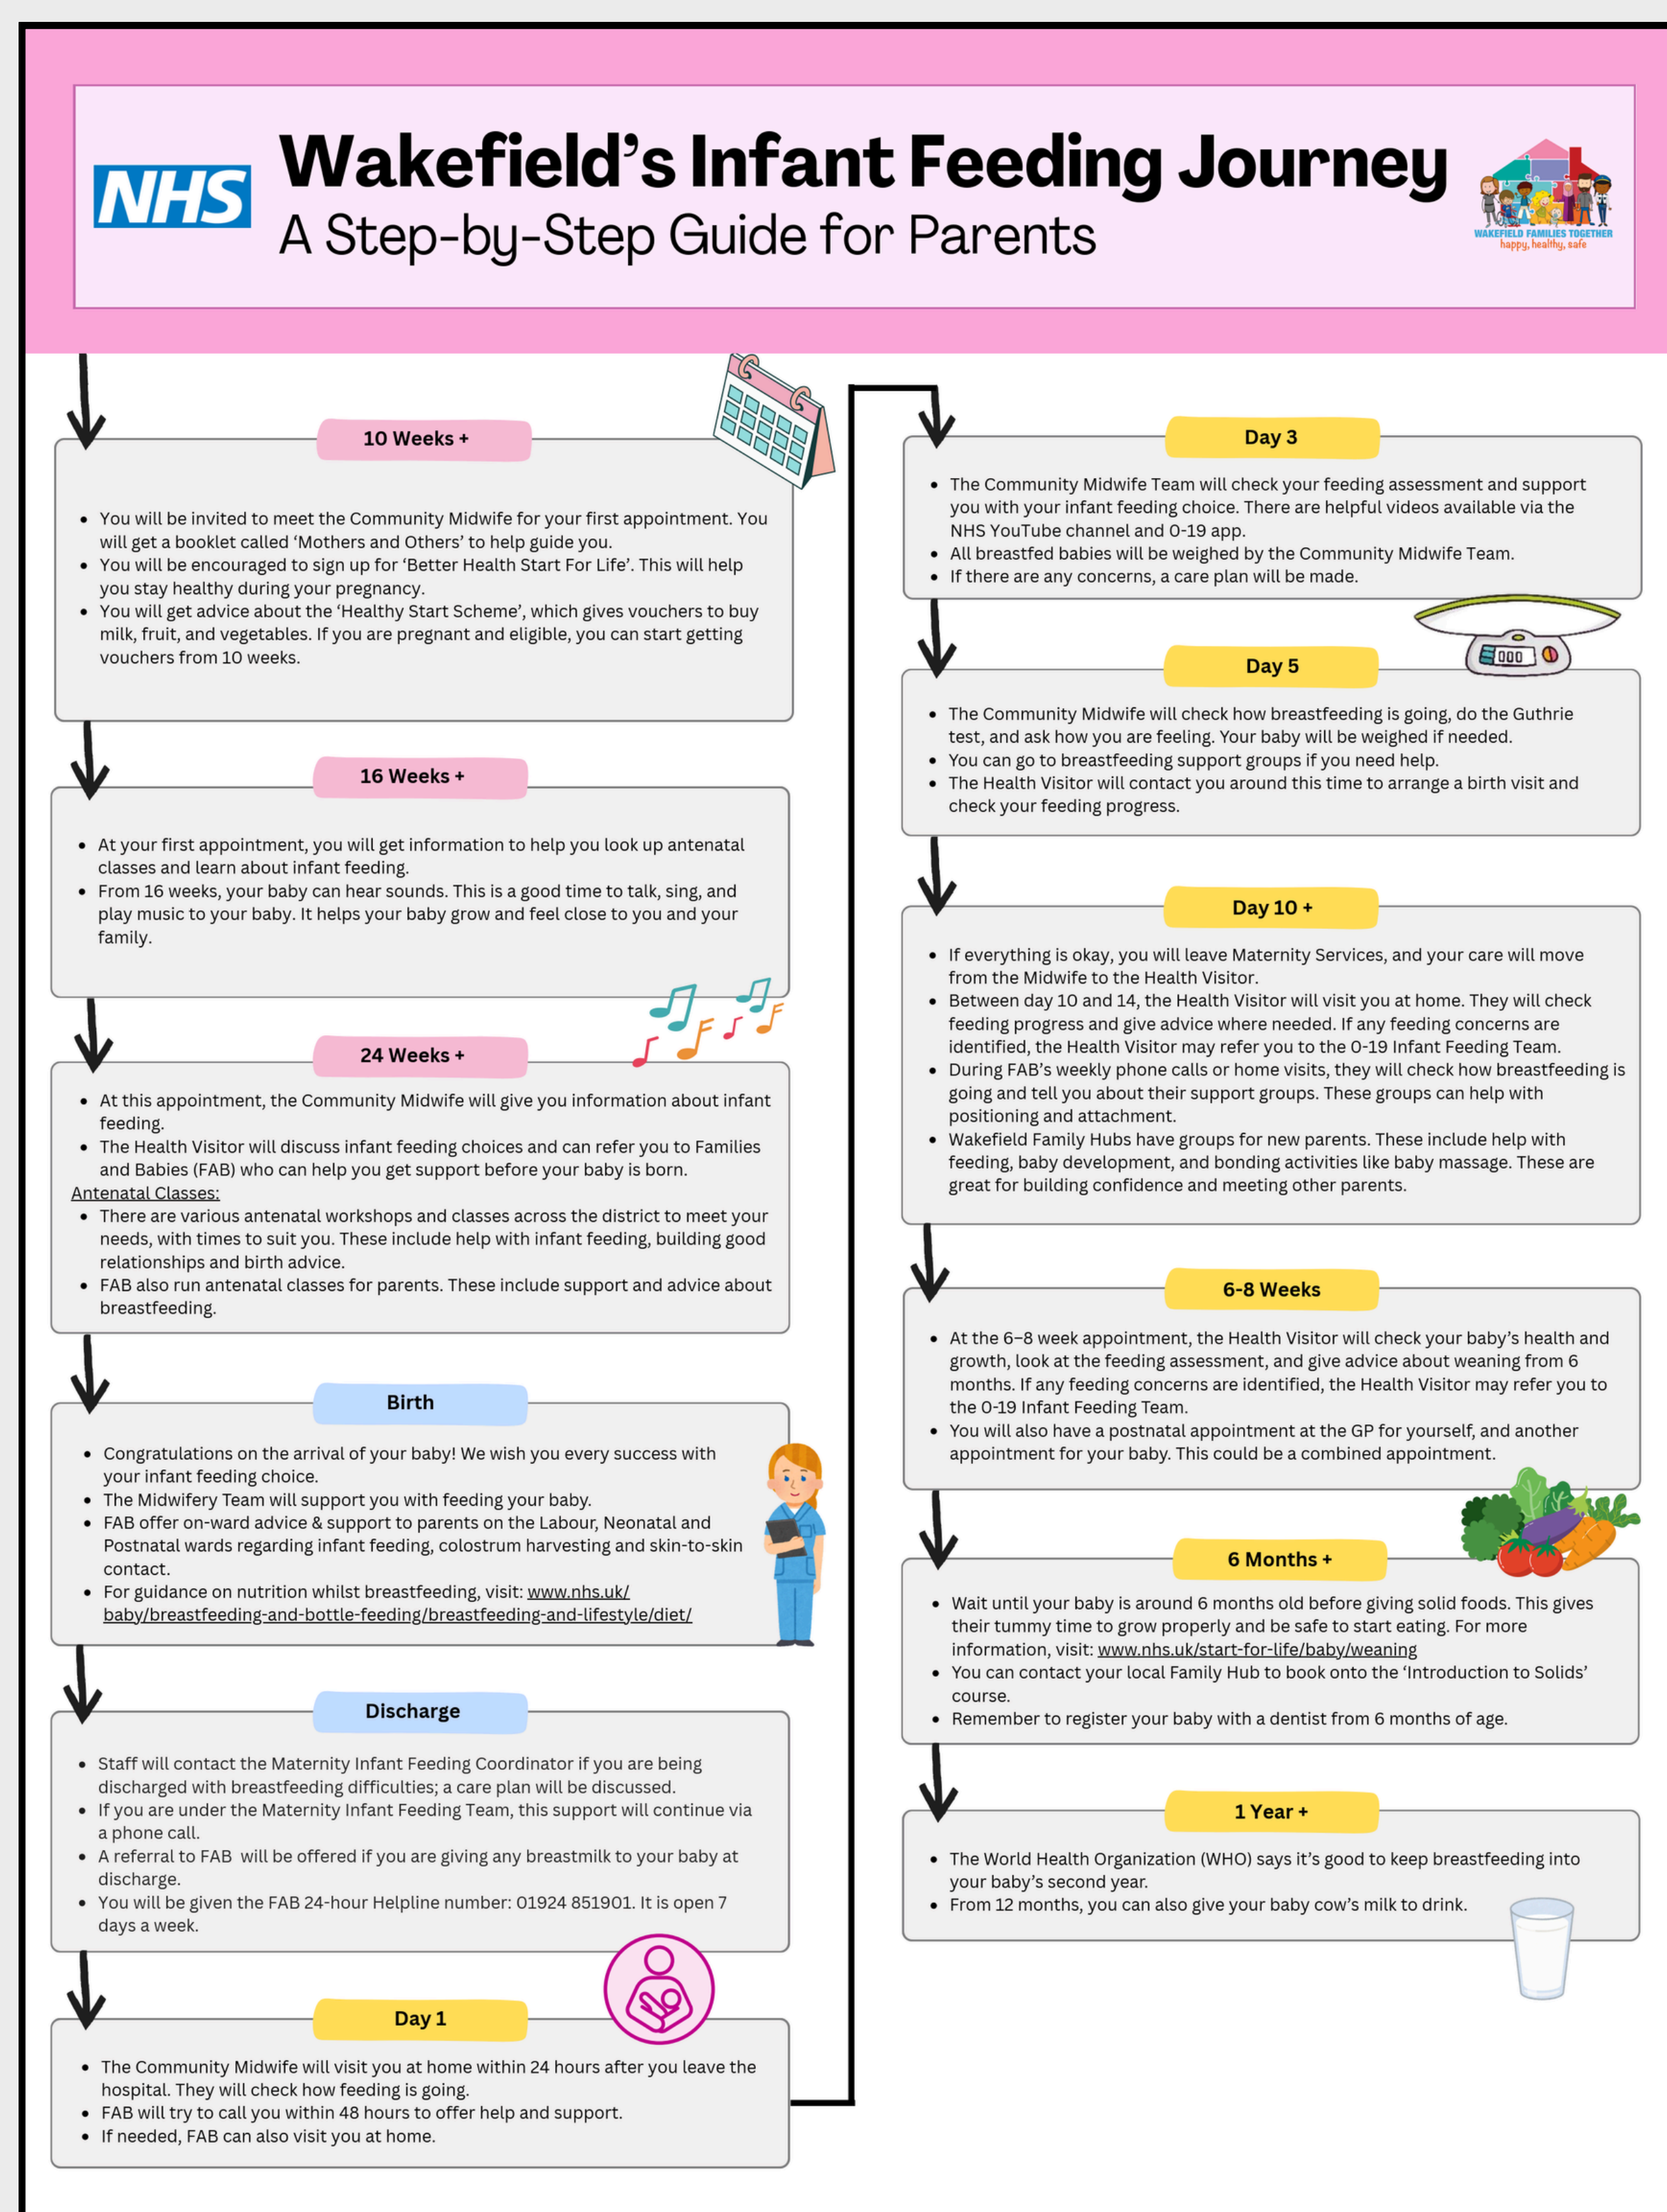 NHS
Wakefield's Infant Feeding Journey
A Step-by-Step Guide for Parents
WAKEFIELD FAMILIES TOGETHER
happy, healthy, safe
10 Weeks +
• You will be invited to meet the Community Midwife for your first appointment. You
will get a booklet called ‘Mothers and Others’ to help guide you.
• You will be encouraged to sign up for ‘Better Health Start For Life’. This will help
you stay healthy during your pregnancy.
• You will get advice about the ‘Healthy Start Scheme’, which gives vouchers to buy
milk, fruit, and vegetables. If you are pregnant and eligible, you can start getting
vouchers from 10 weeks.
16 Weeks +
• At your first appointment, you will get information to help you look up antenatal
classes and learn about infant feeding.
• From 16 weeks, your baby can hear sounds. This is a good time to talk, sing, and
play music to your baby. It helps your baby grow and feel close to you and your
family.
24 Weeks +
• At this appointment, the Community Midwife will give you information about infant
feeding.
• The Health Visitor will discuss infant feeding choices and can refer you to Families
and Babies (FAB) who can help you get support before your baby is born.
Antenatal Classes:
• There are various antenatal workshops and classes across the district to meet your
needs, with times to suit you. These include help with infant feeding, building good
relationships and birth advice.
• FAB also run antenatal classes for parents. These include support and advice about
breastfeeding.
Birth
• Congratulations on the arrival of your baby! We wish you every success with
your infant feeding choice.
• The Midwifery Team will support you with feeding your baby.
• FAB offer on-ward advice & support to parents on the Labour, Neonatal and
Postnatal wards regarding infant feeding, colostrum harvesting and skin-to-skin
contact.
• For guidance on nutrition whilst breastfeeding, visit: www.nhs.uk/
baby/breastfeeding-and-bottle-feeding/breastfeeding-and-lifestyle/diet/
Discharge
• Staff will contact the Maternity Infant Feeding Coordinator if you are being
discharged with breastfeeding difficulties; a care plan will be discussed.
• If you are under the Maternity Infant Feeding Team, this support will continue via
a phone call.
• A referral to FAB will be offered if you are giving any breastmilk to your baby at
discharge.
• You will be given the FAB 24-hour Helpline number: 01924 851901. It is open 7
days a week.
Day 1
• The Community Midwife will visit you at home within 24 hours after you leave the
hospital. They will check how feeding is going.
• FAB will try to call you within 48 hours to offer help and support.
• If needed, FAB can also visit you at home.
Day 3
• The Community Midwife Team will check your feeding assessment and support
you with your infant feeding choice. There are helpful videos available via the
NHS YouTube channel and 0-19 app.
• All breastfed babies will be weighed by the Community Midwife Team.
• If there are any concerns, a care plan will be made.
000
Day 5
• The Community Midwife will check how breastfeeding is going, do the Guthrie
test, and ask how you are feeling. Your baby will be weighed if needed.
• You can go to breastfeeding support groups if you need help.
• The Health Visitor will contact you around this time to arrange a birth visit and
check your feeding progress.
Day 10 +
• If everything is okay, you will leave Maternity Services, and your care will move
from the Midwife to the Health Visitor.
• Between day 10 and 14, the Health Visitor will visit you at home. They will check
feeding progress and give advice where needed. If any feeding concerns are
identified, the Health Visitor may refer you to the 0-19 Infant Feeding Team.
• During FAB’s weekly phone calls or home visits, they will check how breastfeeding is
going and tell you about their support groups. These groups can help with
positioning and attachment.
• Wakefield Family Hubs have groups for new parents. These include help with
feeding, baby development, and bonding activities like baby massage. These are
great for building confidence and meeting other parents.
6-8 Weeks
• At the 6–8 week appointment, the Health Visitor will check your baby’s health and
growth, look at the feeding assessment, and give advice about weaning from 6
months. If any feeding concerns are identified, the Health Visitor may refer you to
the 0-19 Infant Feeding Team.
• You will also have a postnatal appointment at the GP for yourself, and another
appointment for your baby. This could be a combined appointment.
6 Months +
• Wait until your baby is around 6 months old before giving solid foods. This gives
their tummy time to grow properly and be safe to start eating. For more
information, visit: www.nhs.uk/start-for-life/baby/weaning
• You can contact your local Family Hub to book onto the ‘Introduction to Solids’
course.
• Remember to register your baby with a dentist from 6 months of age.
1 Year +
• The World Health Organization (WHO) says it’s good to keep breastfeeding into
your baby’s second year.
• From 12 months, you can also give your baby cow’s milk to drink.